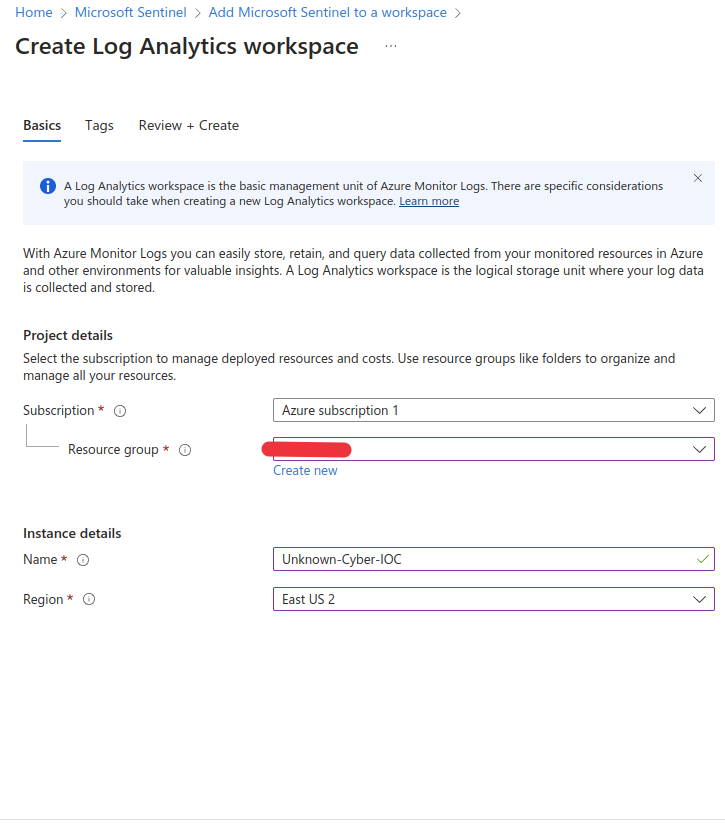 Home > Microsoft Sentinel > Add Microsoft Sentinel to a workspace >
Create Log Analytics workspace ...
Basics Tags Review + Create
A Log Analytics workspace is the basic management unit of Azure Monitor Logs. There are specific considerations
you should take when creating a new Log Analytics workspace. Learn more
With Azure Monitor Logs you can easily store, retain, and query data collected from your monitored resources in Azure
and other environments for valuable insights. A Log Analytics workspace is the logical storage unit where your log data
is collected and stored.
Project details
Select the subscription to manage deployed resources and costs. Use resource groups like folders to organize and
manage all your resources.
Subscription * Azure subscription 1
Resource group *
Create new
Instance details
Name * Unknown-Cyber-IOC
Region * East US 2